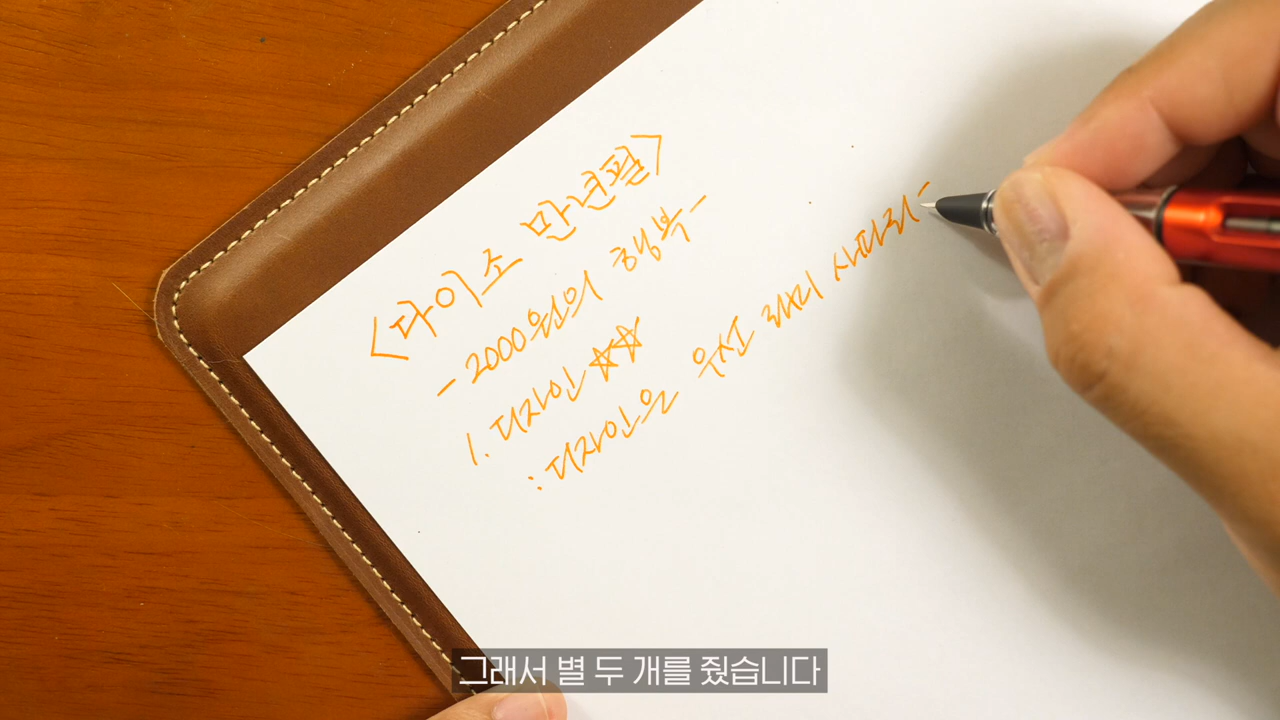 <다이소 만년필>
- 2000원의 행복 -
1. 디자인 ☆☆
: 디자인은 우선 뤼피 사파리 -
그래서 별 두 개를 줬습니다